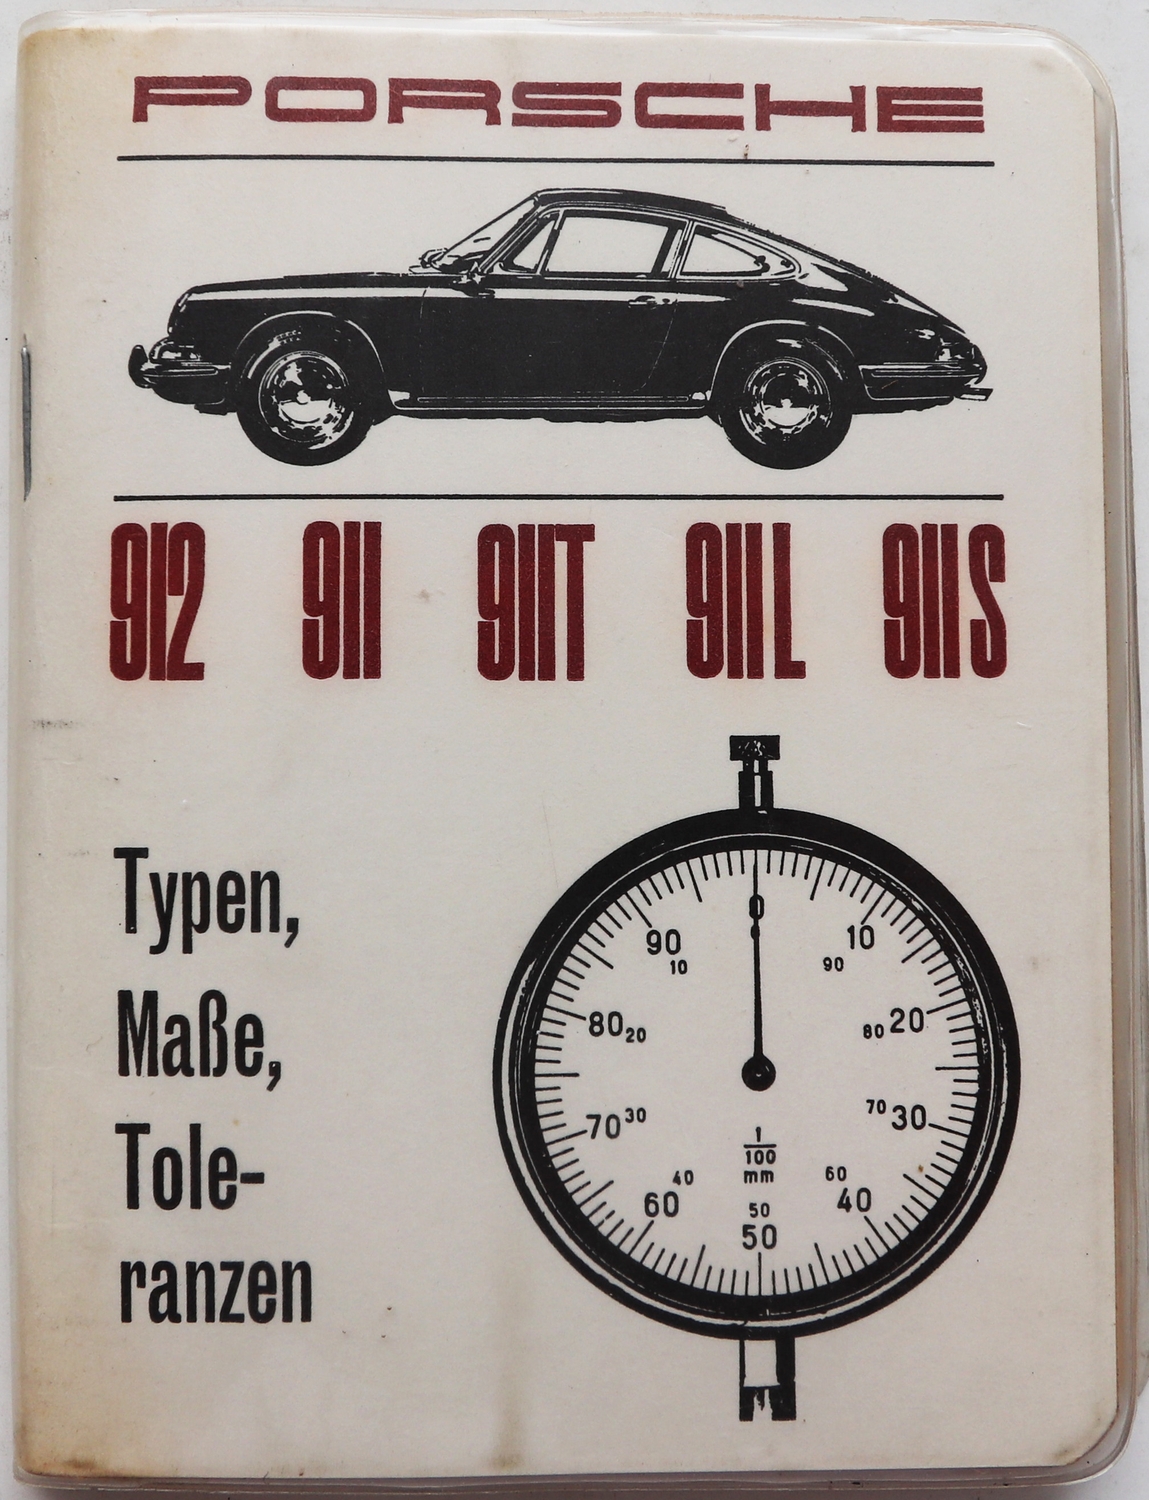 PORSCHE
912 911 911T 911L 911S
Typen,
Maße,
Tole-
ranzen
0
90 10
10 90
80 20 80 20
70 30 70 30
1
100
mm
40 60
60 50 40
50